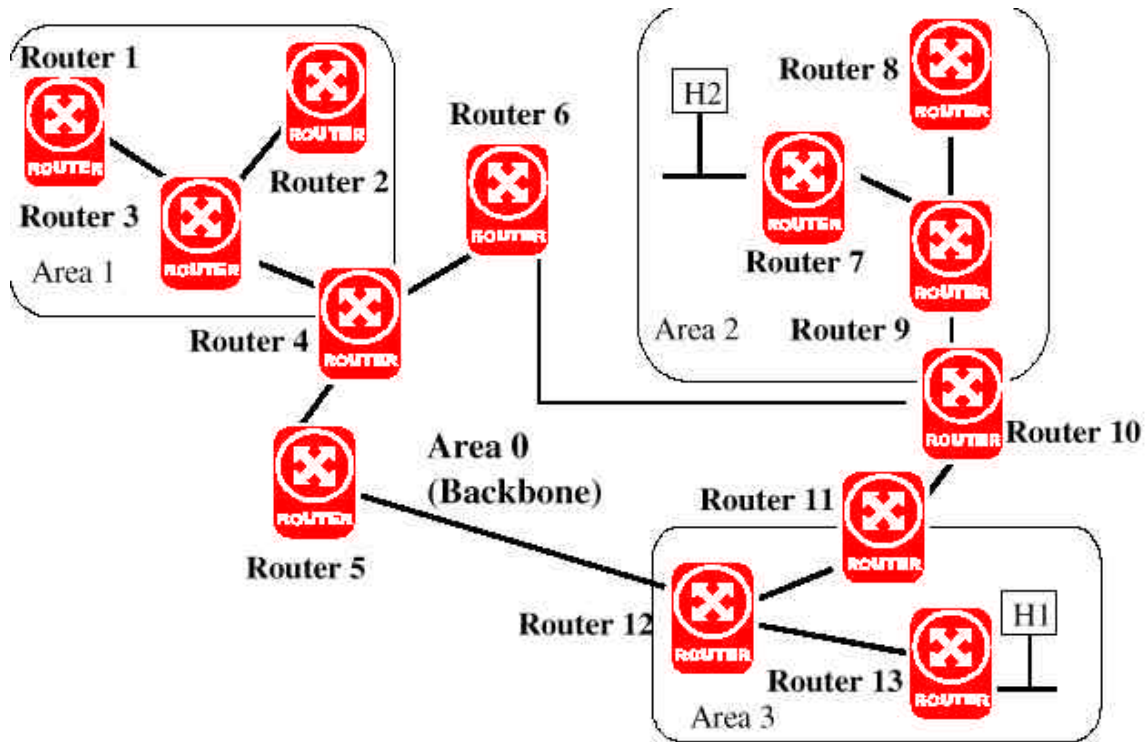 Router 1
ROUTER
ROUTER
Router 2
Router 3
ROUTER
Area 1
Router 4
ROUTER
Router 6
ROUTER
Router 8
ROUTER
H2
ROUTER
Router 7
ROUTER
Router 9
Area 2
ROUTER
Router 10
ROUTER
Router 5
Area 0
(Backbone)
Router 11
ROUTER
Router 12
ROUTER
H1
Router 13
ROUTER
Area 3